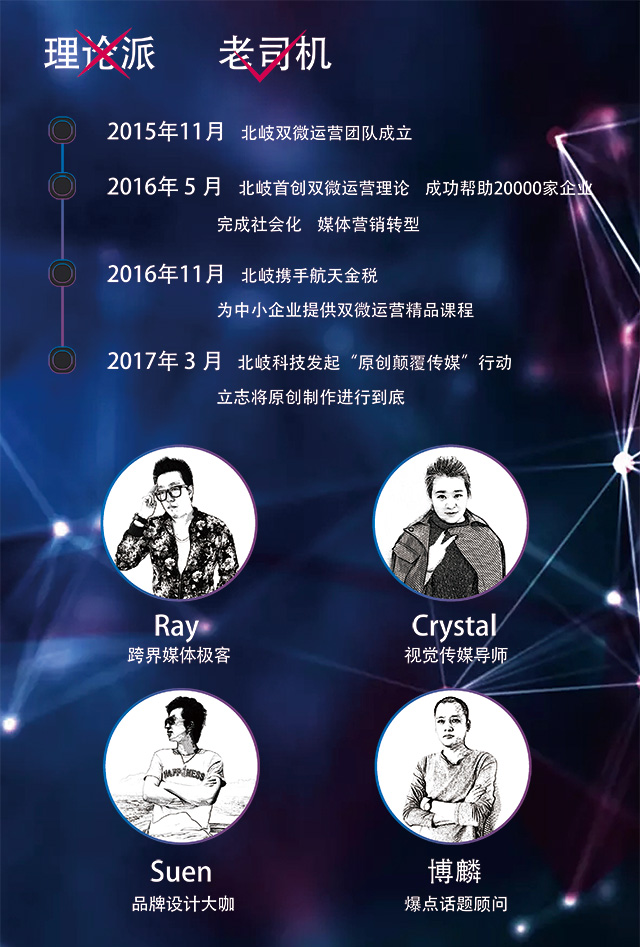 理论派 老司机
2015年11月 北岐双微运营团队成立
2016年 5 月 北岐首创双微运营理论 成功帮助20000家企业
完成社会化 媒体营销转型
2016年11月 北岐携手航天金税
为中小企业提供双微运营精品课程
2017年 3 月 北岐科技发起“原创颠覆传媒”行动
立志将原创制作进行到底
Ray Crystal
跨界媒体极客 视觉传媒导师
HAPPINESS
Suen 博麟
品牌设计大咖 爆点话题顾问